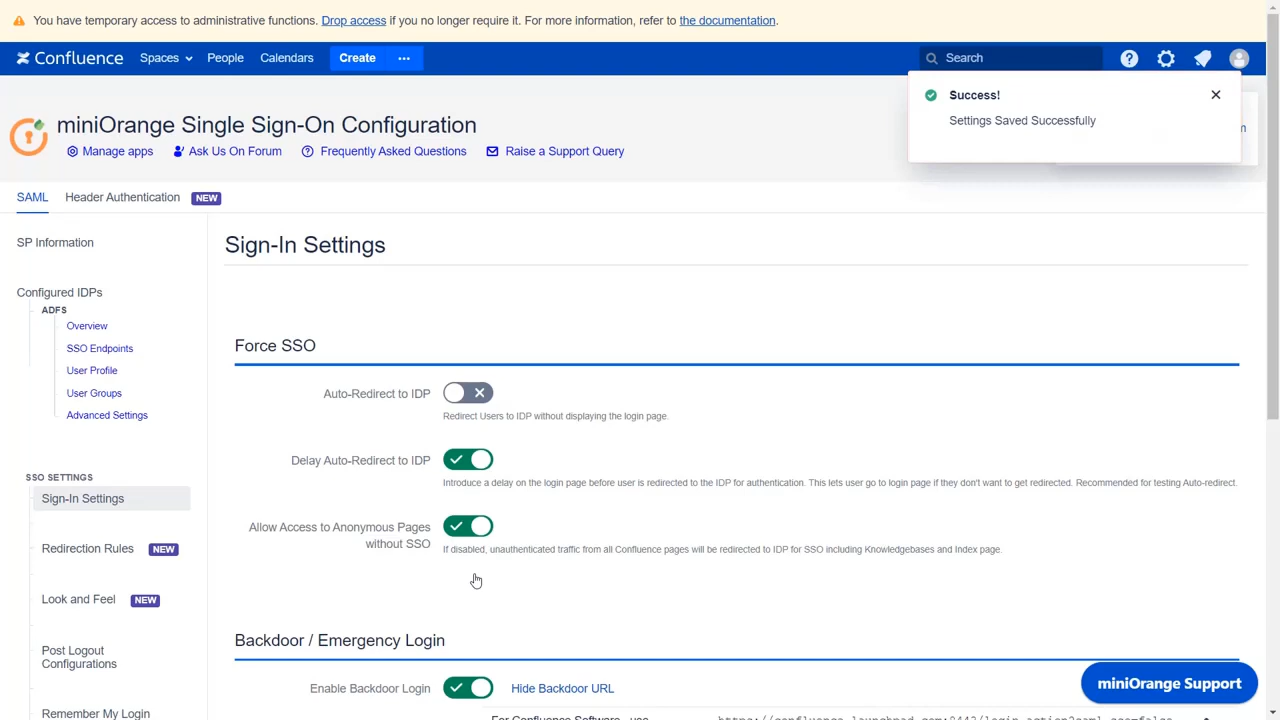 You have temporary access to administrative functions. Drop access if you no longer require it. For more information, refer to the documentation.
Confluence Spaces People Calendars Create ··· Search
Success!
Settings Saved Successfully
miniOrange Single Sign-On Configuration
Manage apps Ask Us On Forum Frequently Asked Questions Raise a Support Query
SAML Header Authentication NEW
SP Information
Sign-In Settings
Configured IDPs
ADFS
Overview
SSO Endpoints
User Profile
User Groups
Advanced Settings
SSO SETTINGS
Sign-In Settings
Redirection Rules NEW
Look and Feel NEW
Post Logout
Configurations
Remember My Login
Force SSO
Auto-Redirect to IDP
Redirect Users to IDP without displaying the login page.
Delay Auto-Redirect to IDP
Introduce a delay on the login page before user is redirected to the IDP for authentication. This lets user go to login page if they don't want to get redirected. Recommended for testing Auto-redirect.
Allow Access to Anonymous Pages
without SSO
If disabled, unauthenticated traffic from all Confluence pages will be redirected to IDP for SSO including Knowledgebases and Index page.
Backdoor / Emergency Login
Enable Backdoor Login Hide Backdoor URL
miniOrange Support
For Confluence Software, use